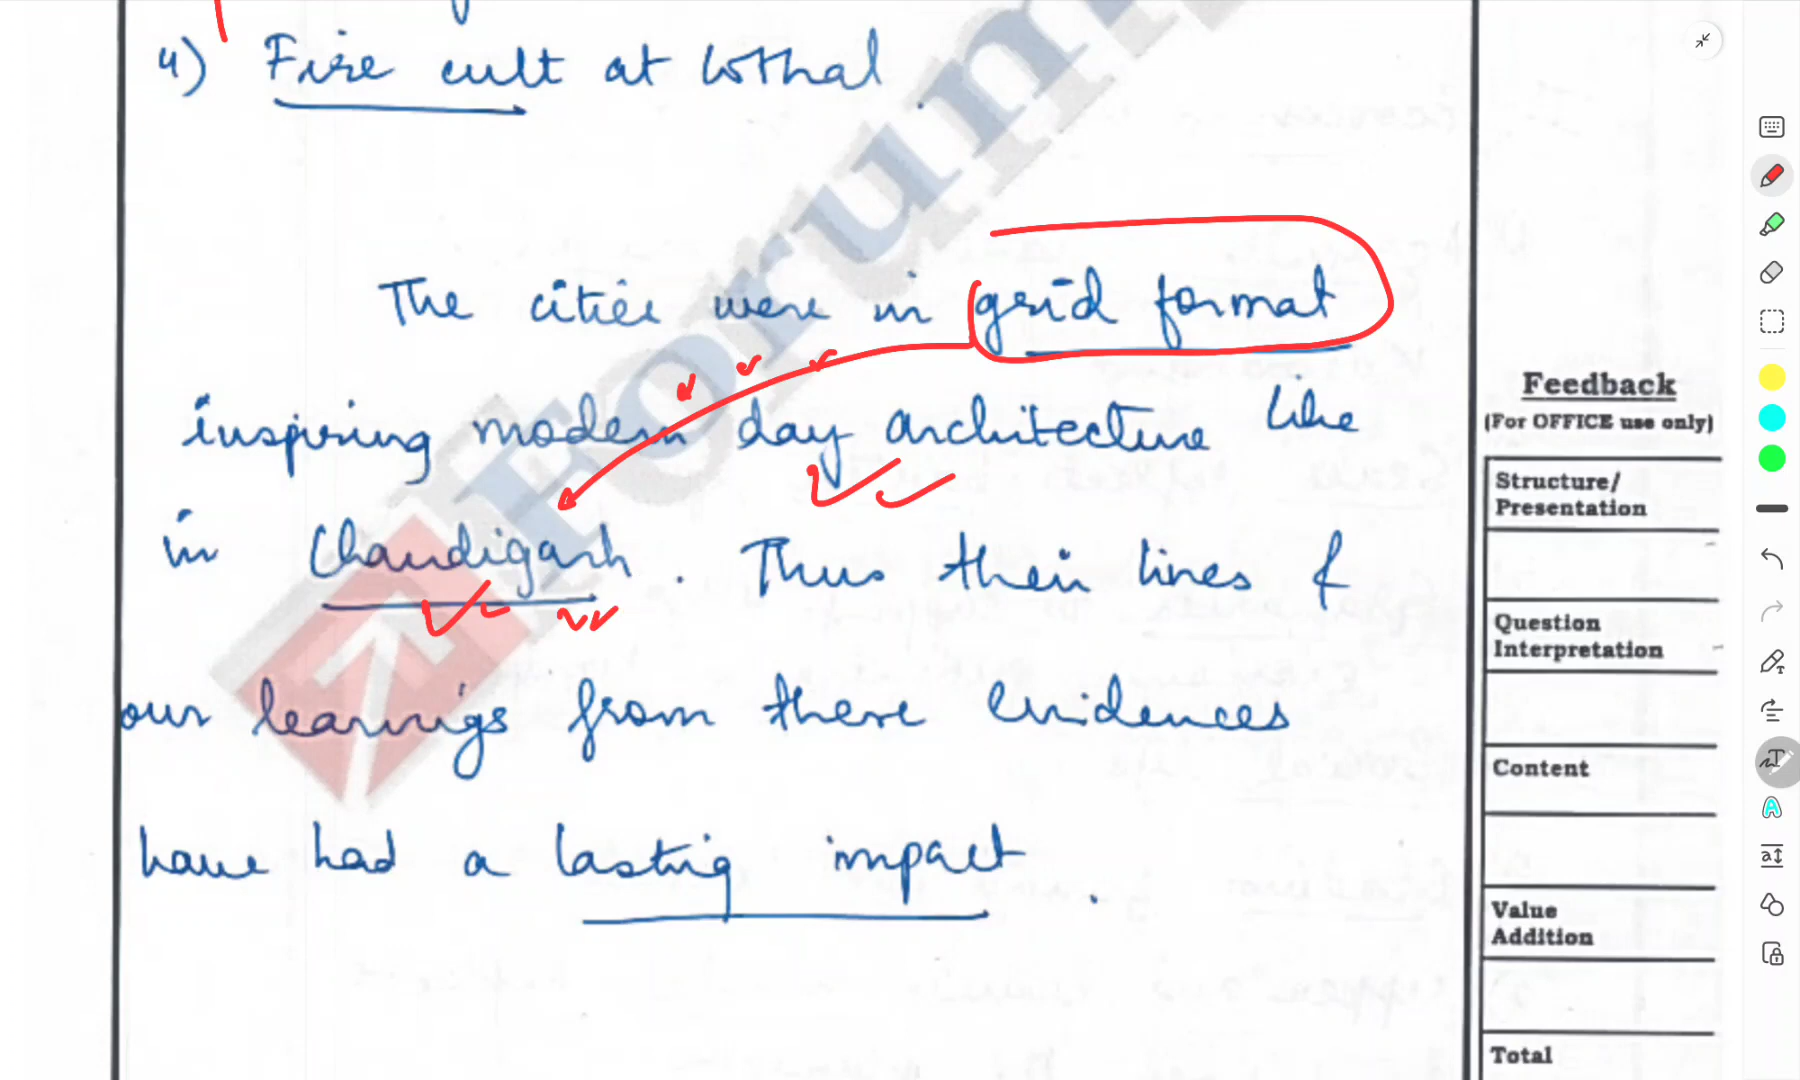 4) Fire cult at lothal.
The cities were in grid format
inspiring modern day architecture like
in Chandigarh. Thus their lines &
our learnings from these evidences
have had a lasting impact.
Forum
Feedback
(For OFFICE use only)
Structure/
Presentation
Question
Interpretation
Content
Value
Addition
Total